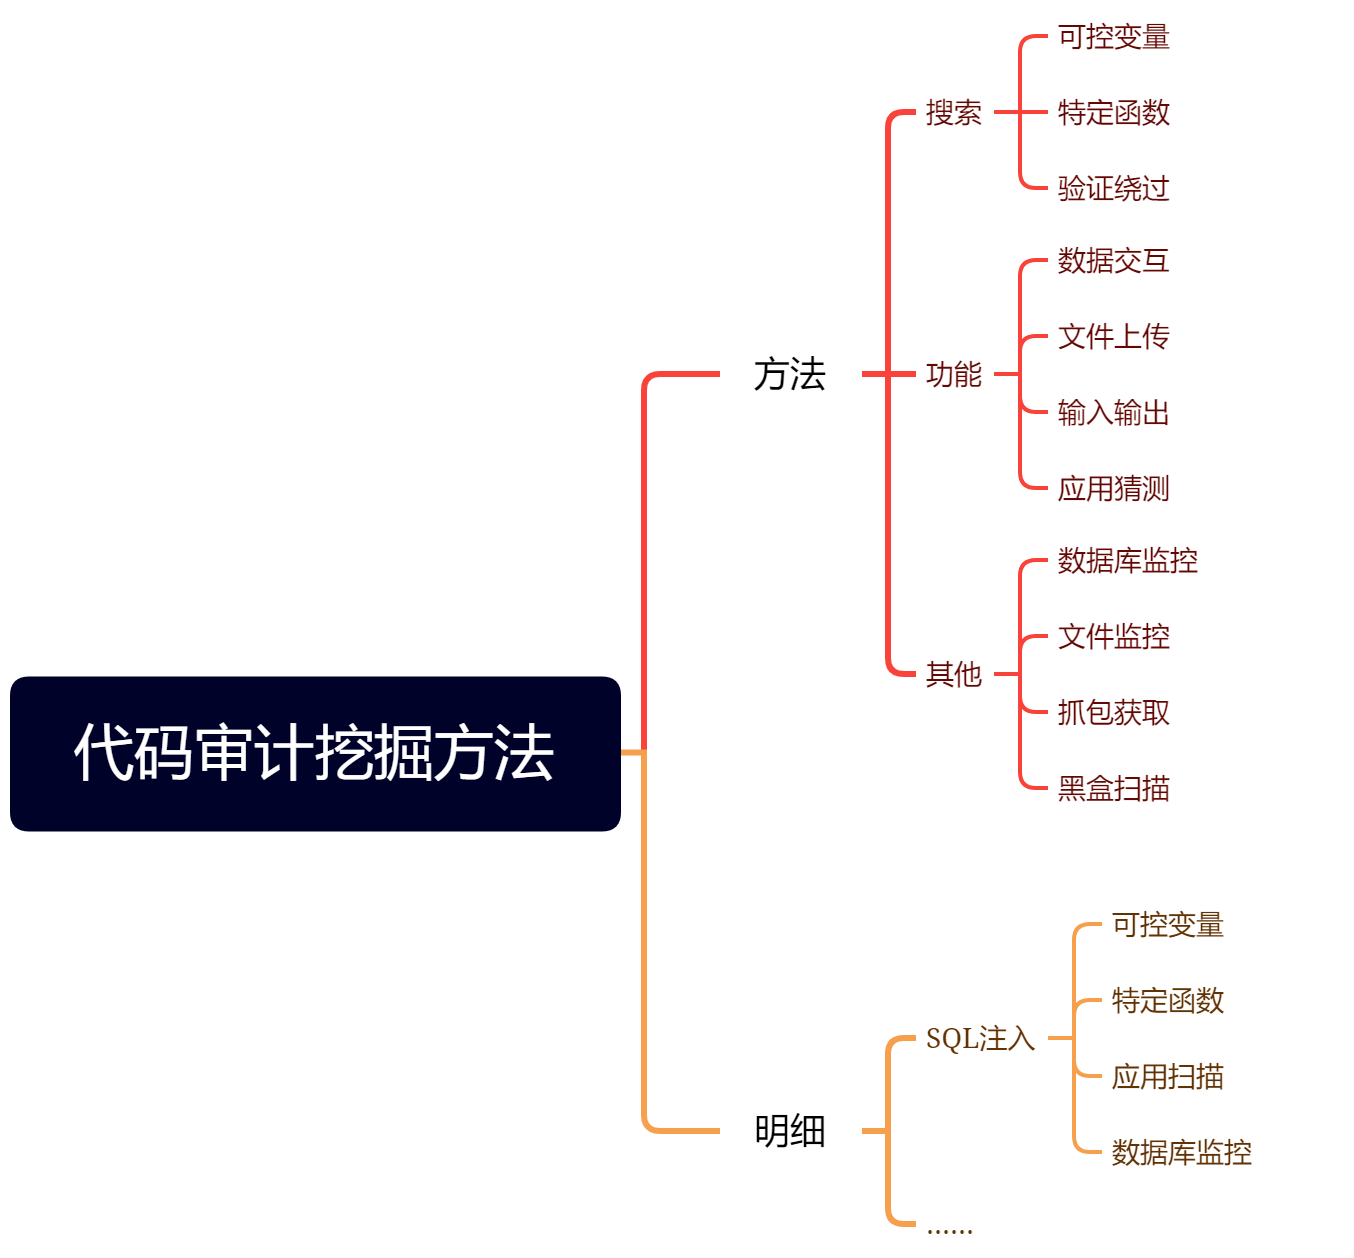 代码审计挖掘方法
方法
搜索
可控变量
特定函数
验证绕过
功能
数据交互
文件上传
输入输出
应用猜测
其他
数据库监控
文件监控
抓包获取
黑盒扫描
明细
SQL注入
可控变量
特定函数
应用扫描
数据库监控
……